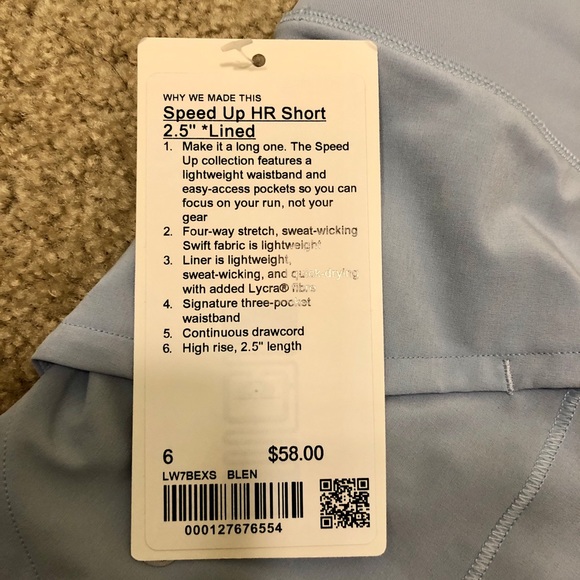 WHY WE MADE THIS
Speed Up HR Short
2.5" *Lined
1. Make it a long one. The Speed
Up collection features a
lightweight waistband and
easy-access pockets so you can
focus on your run, not your
gear
2. Four-way stretch, sweat-wicking
Swift fabric is lightweight
3. Liner is lightweight,
sweat-wicking, and quick-drying
with added Lycra® fibre
4. Signature three-pocket
waistband
5. Continuous drawcord
6. High rise, 2.5" length
6 $58.00
LW7BEXS BLEN
000127676554